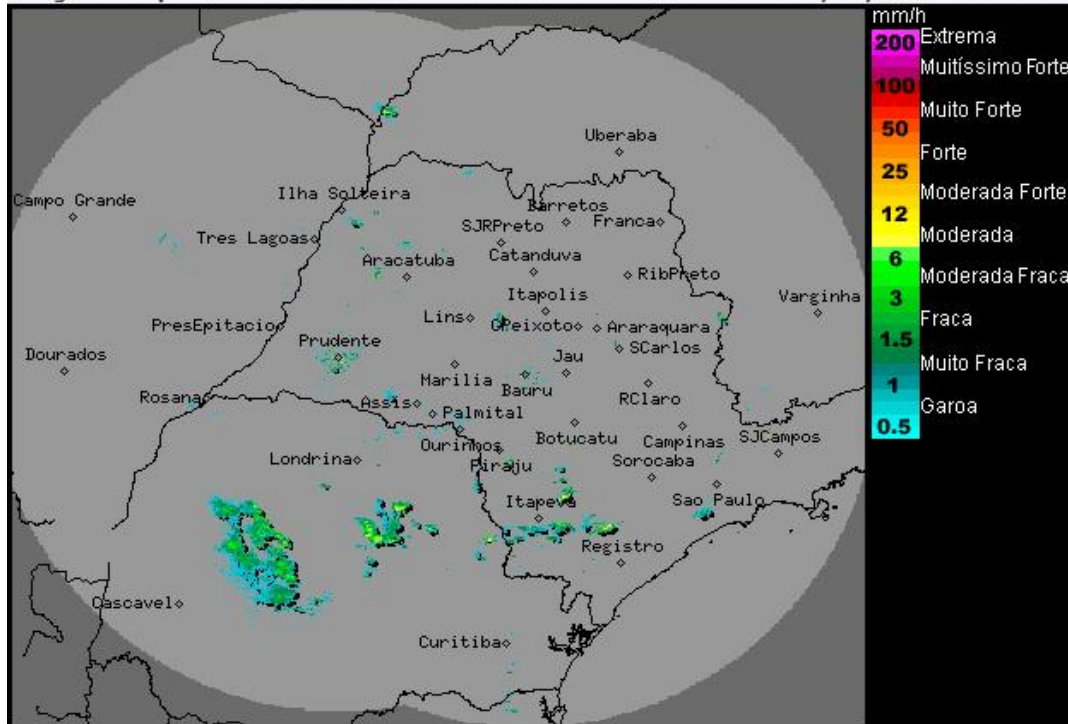 mm/h
200 Extrema
Muitíssimo Forte
100
Muito Forte
50
Forte
25
Moderada Forte
12
Moderada
6
Moderada Fraca
3
Fraca
1.5
Muito Fraca
1
Garoa
0.5
Uberaba
Ilha Solteira
Campo Grande
Barretos
SJRPreto
Franca
Tres Lagoas
Catanduva
Aracatuba
RibPreto
Itapolis
Varginha
Lins
GPeixoto
Araraquara
PresEpitacio
Prudente
SCarlos
Dourados
Jau
Marilia
Bauru
Rosana
Assis
RClaro
Palmital
Ourinhos
Botucatu
Campinas
SJCampos
Londrina
Piraju
Sorocaba
Itapeva
Sao Paulo
Registro
Cascavel
Curitiba